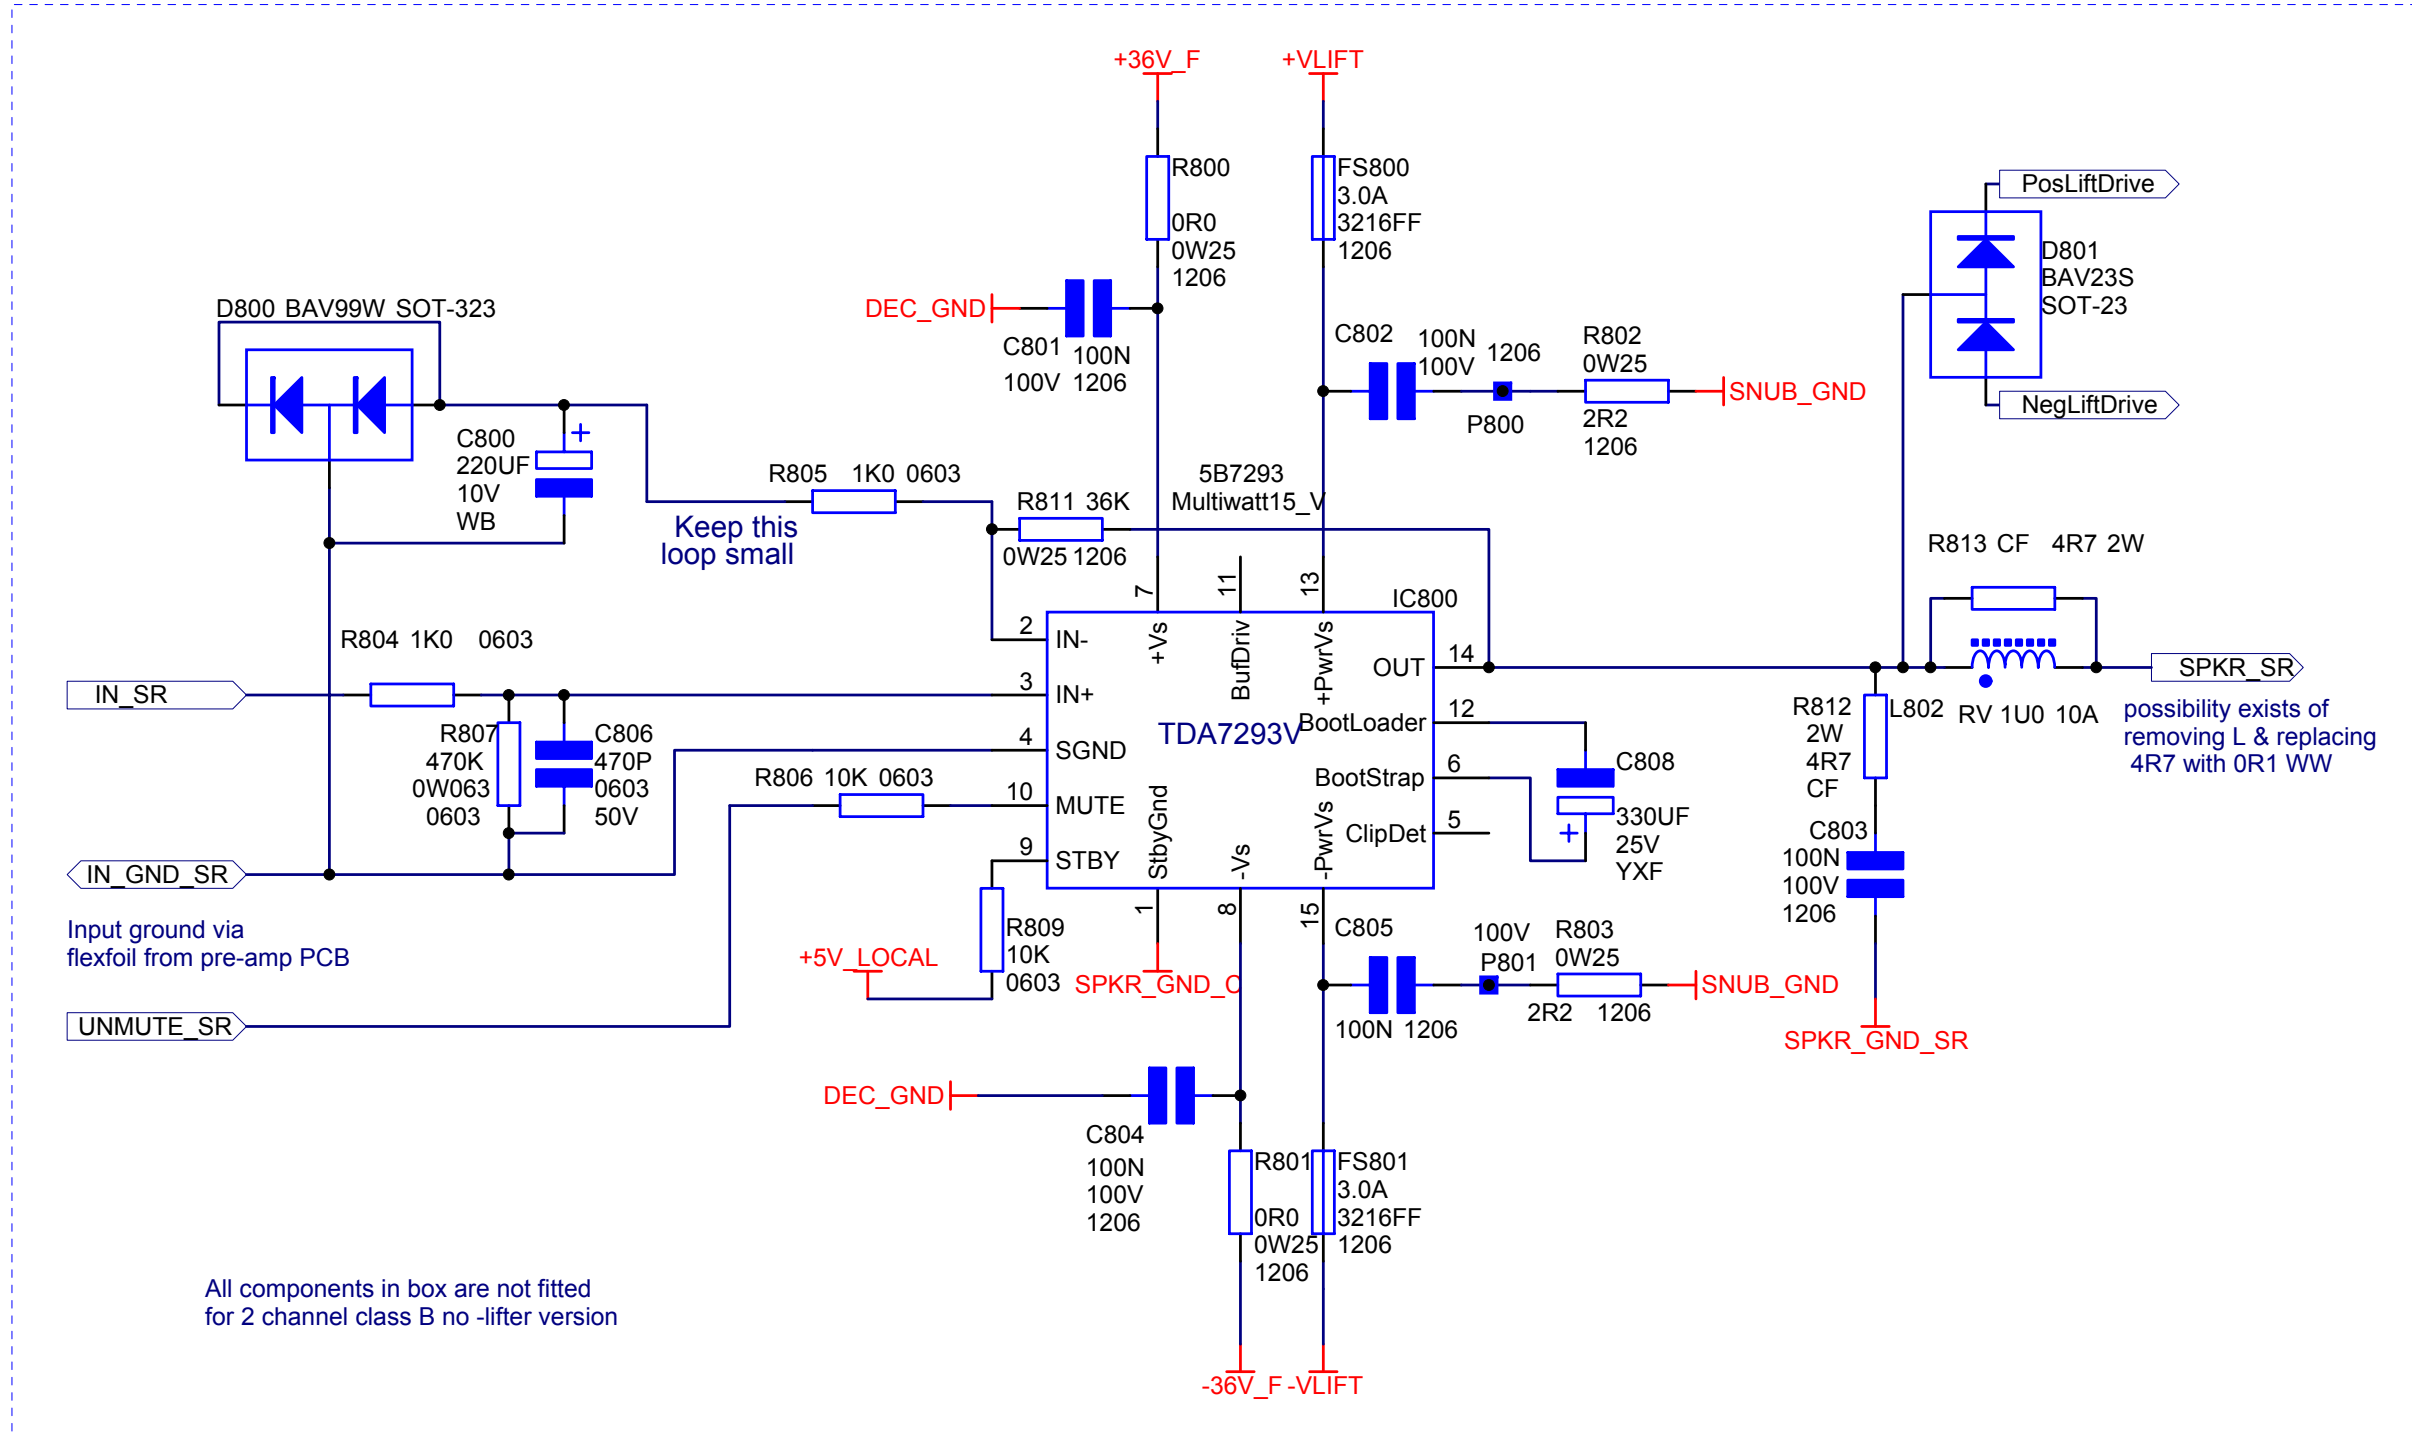 +36V_F
+VLIFT
R800
0R0
0W25
1206
FS800
3.0A
3216FF
1206
PosLiftDrive
D801
BAV23S
SOT-23
NegLiftDrive
D800 BAV99W SOT-323
DEC_GND
C801
100V
100N
1206
C802
100N
100V
1206
P800
R802
0W25
2R2
1206
SNUB_GND
C800
220UF
10V
WB
+
R805 1K0 0603
Keep this
loop small
R811 36K
0W25 1206
5B7293
Multiwatt15_V
R813 CF 4R7 2W
7
11
13
IC800
R804 1K0 0603
2
IN-
+Vs
BufDriv
+PwrVs
OUT
14
IN_SR
3
IN+
SPKR_SR
R807
470K
0W063
0603
C806
470P
0603
50V
4
SGND
TDA7293V
BootLoader
12
R812
2W
4R7
CF
L802
RV 1U0 10A
possibility exists of
removing L & replacing
4R7 with 0R1 WW
R806 10K 0603
10
MUTE
BootStrap
6
C808
330UF
25V
YXF
+
9
STBY
StbyGnd
-Vs
-PwrVs
ClipDet
5
C803
100N
100V
1206
IN_GND_SR
1
8
15
Input ground via
flexfoil from pre-amp PCB
R809
10K
0603
+5V_LOCAL
SPKR_GND_C
C805
100N 1206
100V
P801
R803
0W25
2R2
1206
SNUB_GND
UNMUTE_SR
SPKR_GND_SR
DEC_GND
C804
100N
100V
1206
R801
0R0
0W25
1206
FS801
3.0A
3216FF
1206
All components in box are not fitted
for 2 channel class B no -lifter version
-36V_F
-VLIFT